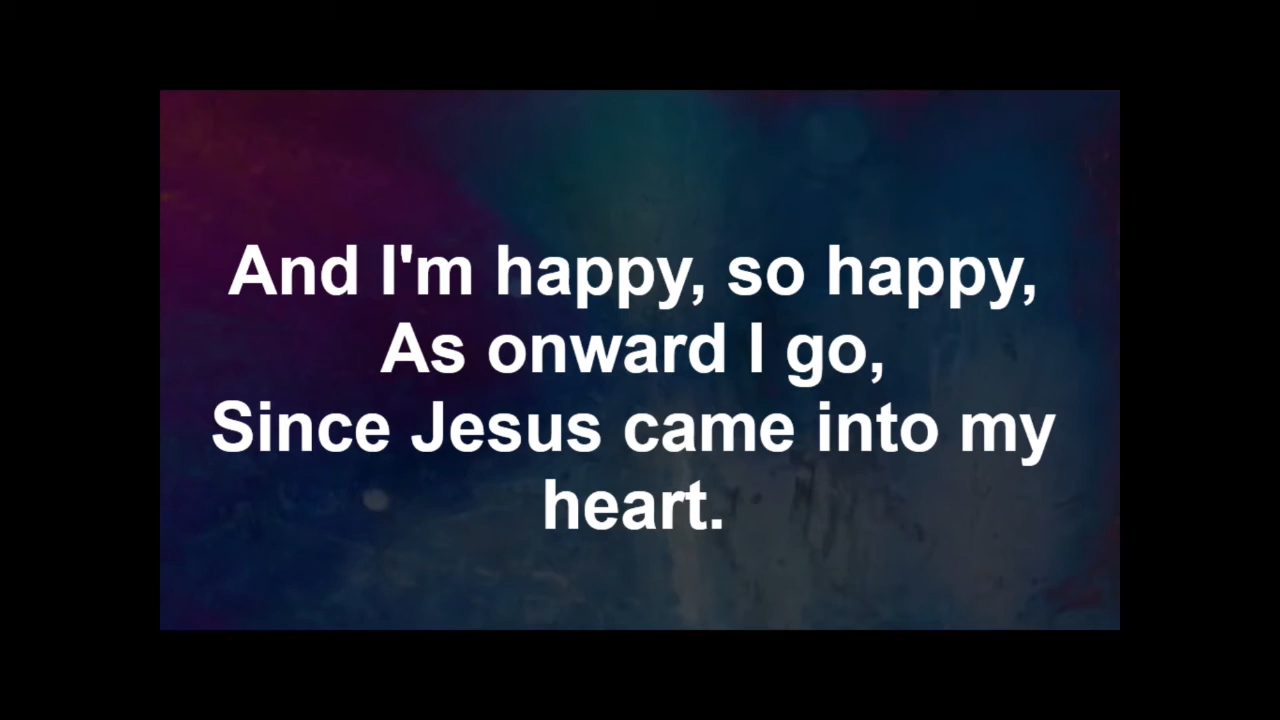 And I'm happy, so happy,
As onward I go,
Since Jesus came into my
heart.